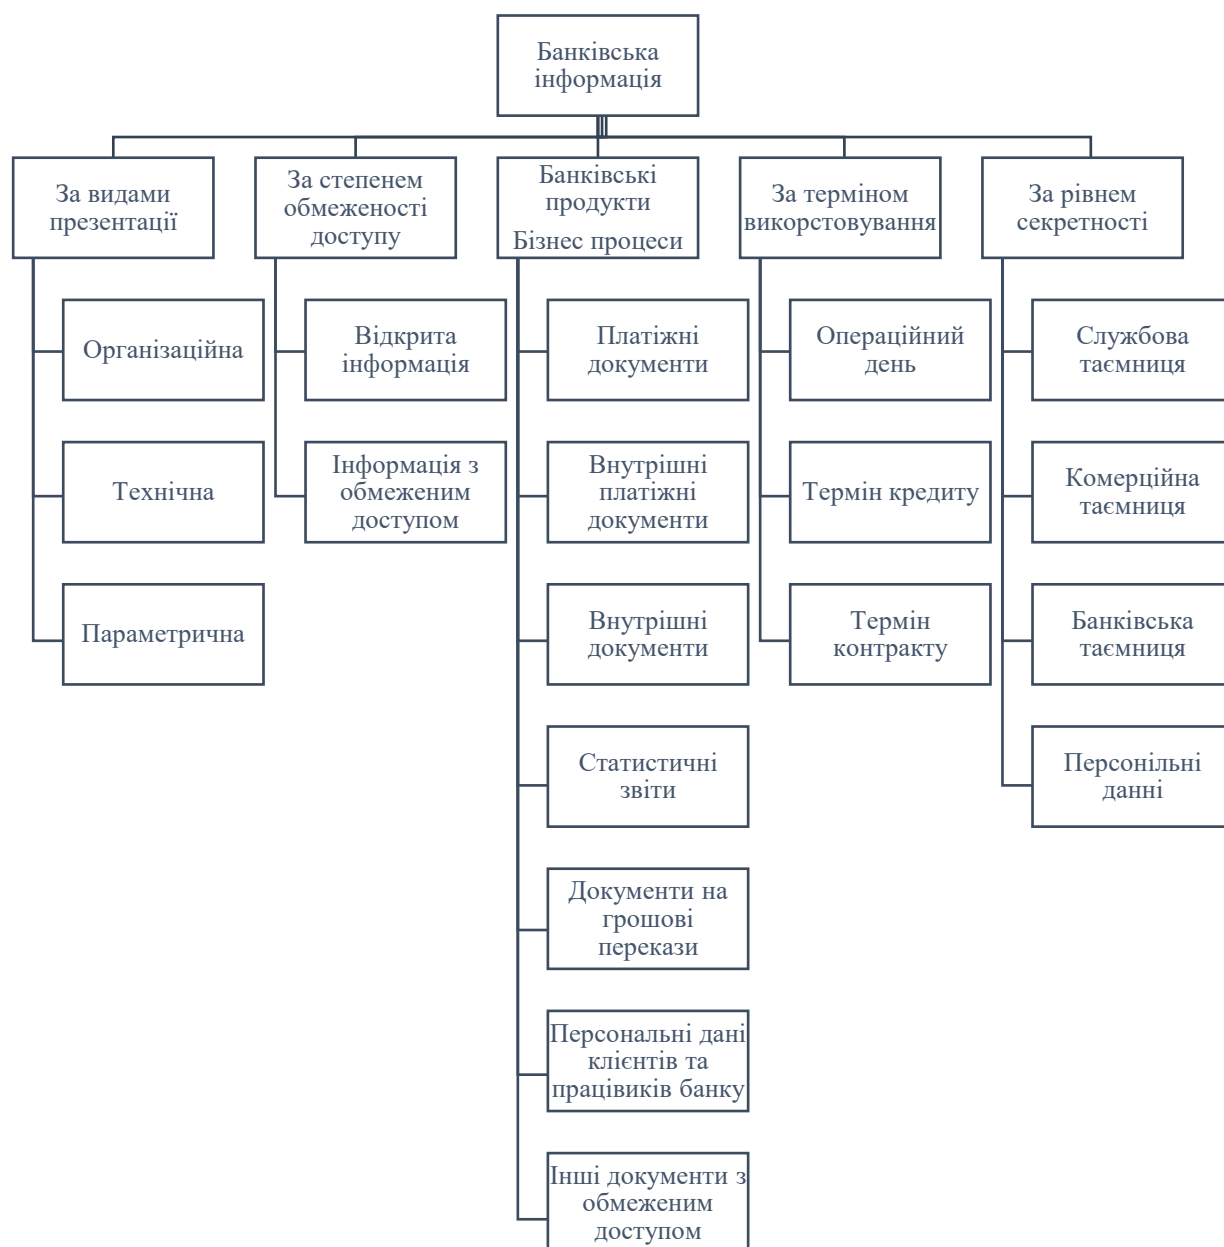 Банківська
інформація
За видами
презентації
Організаційна
Технічна
Параметрична
За степенем
обмеженості
доступу
Відкрита
інформація
Інформація з
обмеженим
доступом
Банківські
продукти
Бізнес процеси
Платіжні
документи
Внутрішні
платіжні
документи
Внутрішні
документи
Статистичні
звіти
Документи на
грошові
перекази
Персональні дані
клієнтів та
працівиків банку
Інші документи з
обмеженим
доступом
За терміном
викорстовування
Операційний
день
Термін кредиту
Термін
контракту
За рівнем
секретності
Службова
таємниця
Комерційна
таємниця
Банківська
таємниця
Персонільні
данні